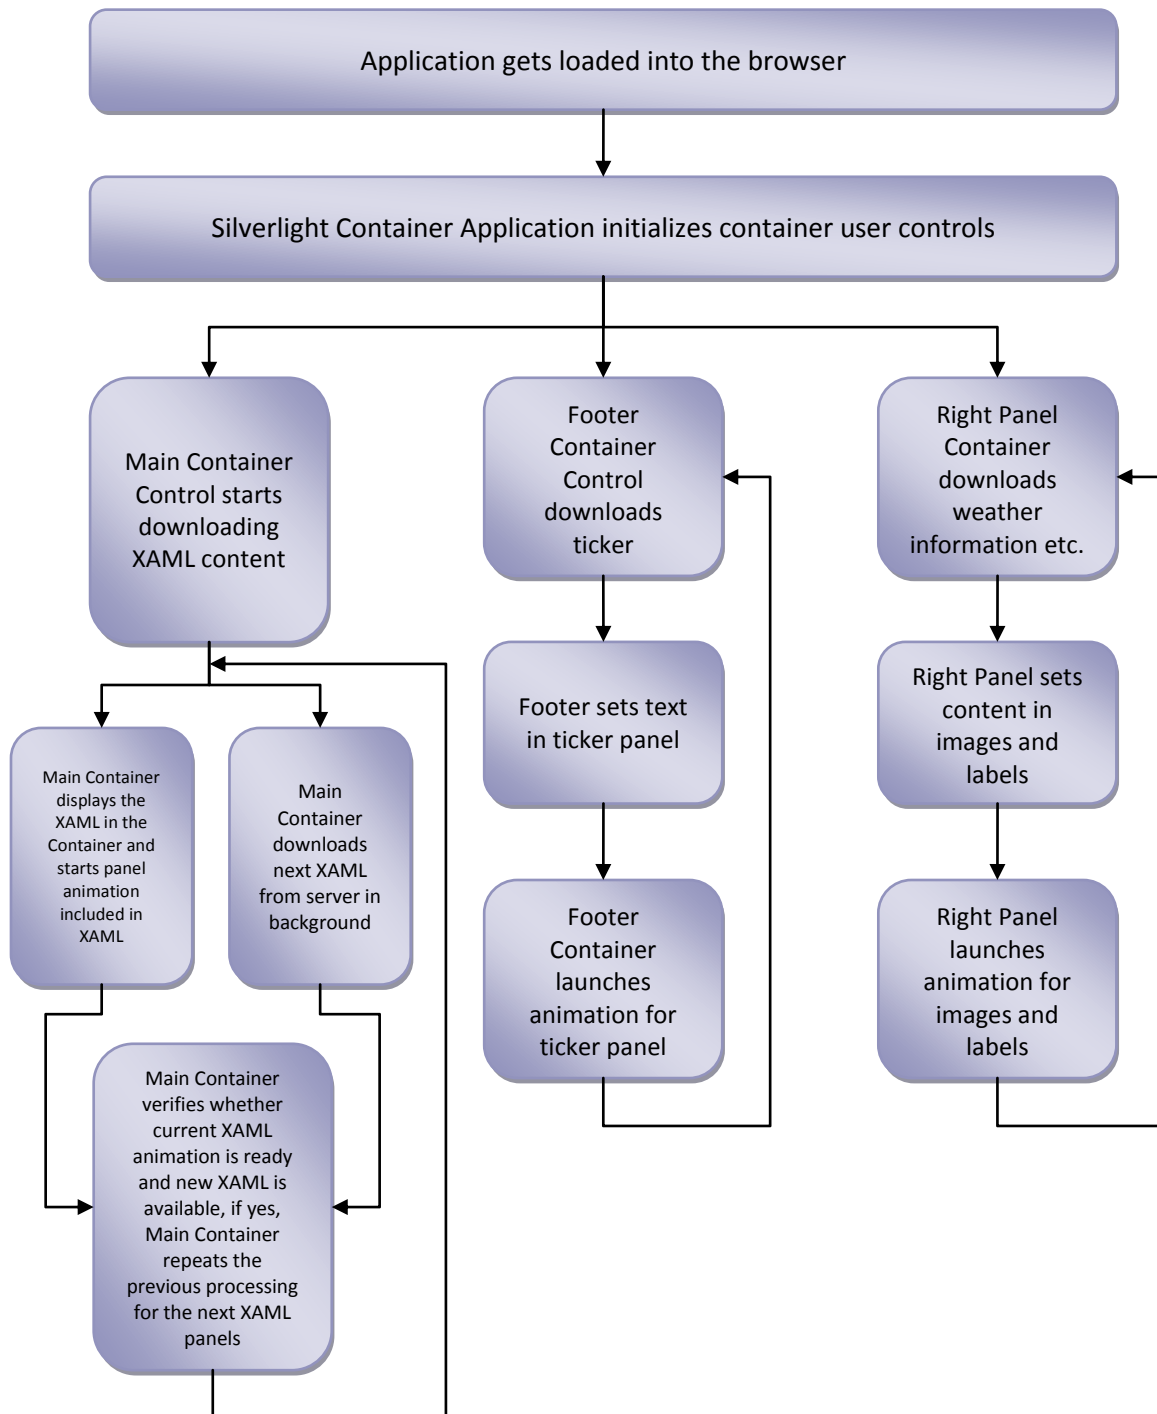 Application gets loaded into the browser
Silverlight Container Application initializes container user controls
Main Container
Control starts
downloading
XAML content
Footer
Container
Control
downloads
ticker
Right Panel
Container
downloads
weather
information etc.
Footer sets text
in ticker panel
Right Panel sets
content in
images and
labels
Main Container
displays the
XAML in the
Container and
starts panel
animation
included in
XAML
Main
Container
downloads
next XAML
from server in
background
Footer
Container
launches
animation for
ticker panel
Right Panel
launches
animation for
images and
labels
Main Container
verifies whether
current XAML
animation is ready
and new XAML is
available, if yes,
Main Container
repeats the
previous processing
for the next XAML
panels